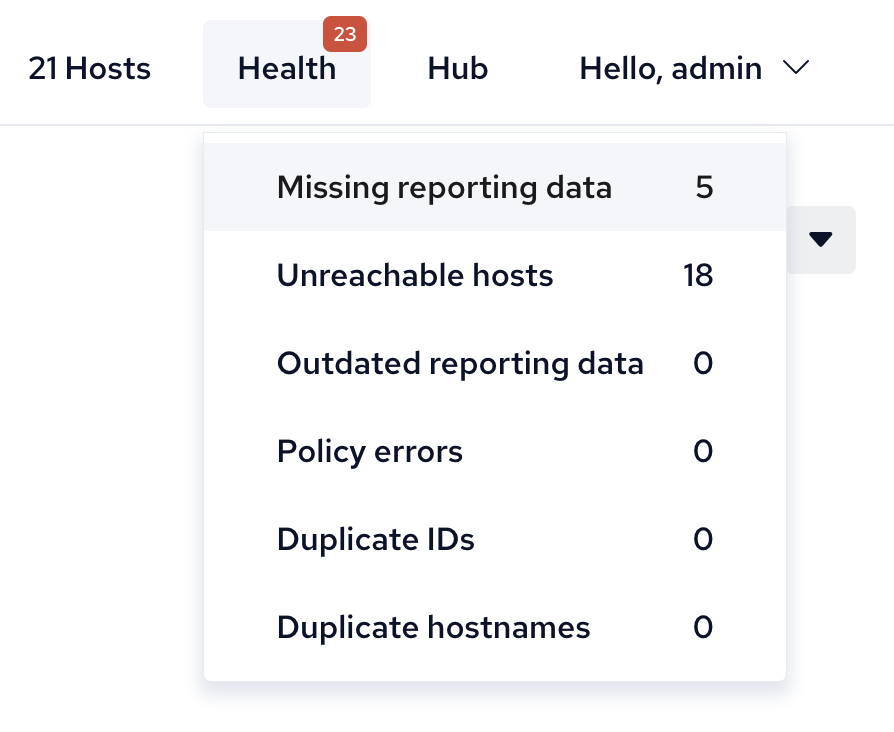 21 Hosts Health 23 Hub Hello, admin
Missing reporting data 5
Unreachable hosts 18
Outdated reporting data 0
Policy errors 0
Duplicate IDs 0
Duplicate hostnames 0